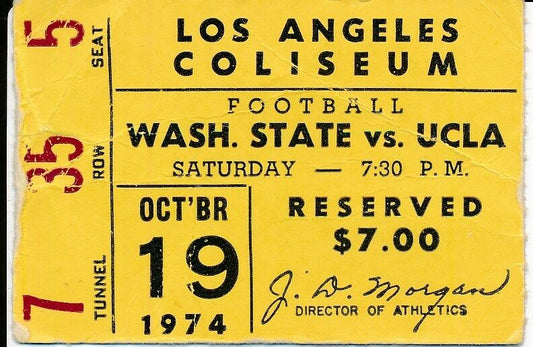 5 SEAT
35 ROW
7 TUNNEL
LOS ANGELES
COLISEUM
FOOTBALL
WASH. STATE vs. UCLA
SATURDAY — 7:30 P.M.
OCT'BR
19
1974
RESERVED
$7.00
J. D. Morgan
DIRECTOR OF ATHLETICS